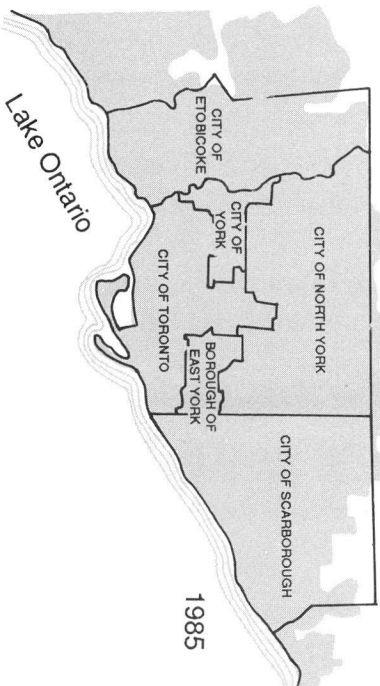 CITY OF NORTH YORK
CITY OF SCARBOROUGH
CITY OF
ETOBICOKE
CITY OF
YORK
BOROUGH OF
EAST YORK
CITY OF TORONTO
Lake Ontario
1985